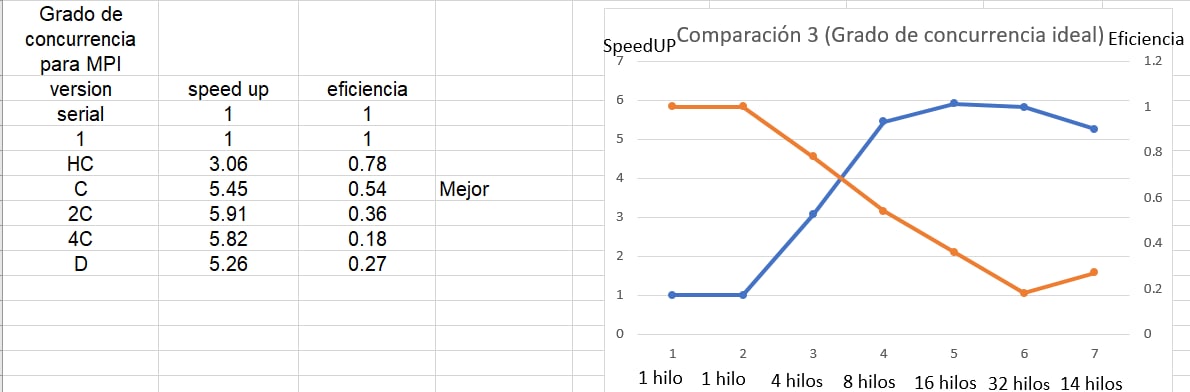 Grado de
concurrencia
para MPI
version speed up eficiencia
serial 1 1
1 1 1
HC 3.06 0.78
C 5.45 0.54 Mejor
2C 5.91 0.36
4C 5.82 0.18
D 5.26 0.27
SpeedUP Comparación 3 (Grado de concurrencia ideal) Eficiencia
7 1.2
6 1
5 0.8
4 0.6
3 0.4
2 0.2
1 0
0
1 2 3 4 5 6 7
1 hilo 1 hilo 4 hilos 8 hilos 16 hilos 32 hilos 14 hilos